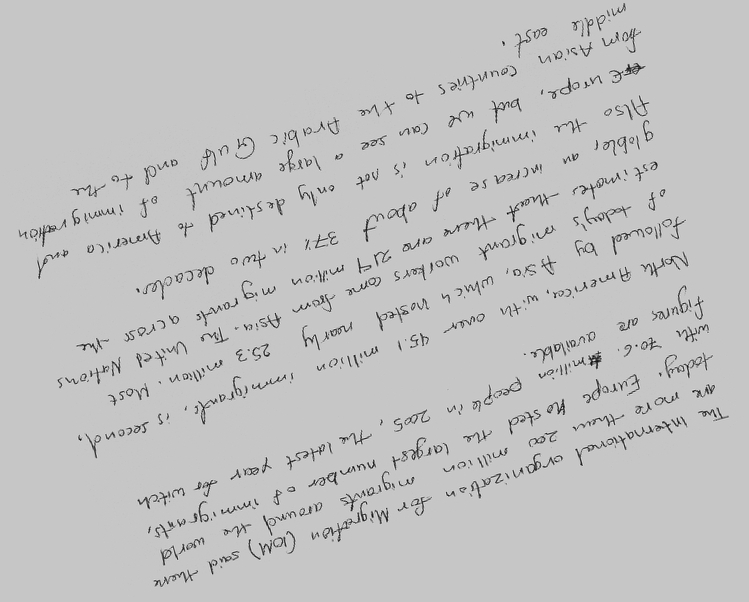 The International organization for Migration (IOM) said there
are more then 200 million migrants around the world
today. Europe hosted the largest number of immigrants,
with 70.6 million people in 2005, the latest year for witch
figures are available.
North America, with over 45.1 million immigrants, is second,
followed by Asia, which hosted nearly 25.3 million. Most
of today's migrant workers come from Asia. The United Nations
estimates that there are 214 million migrants across the
globe, an increase of about 37% in two decades.
Also the immigration is not only destined to America and
Europe, but we can see a large amount of immigration
from Asian countries to the Arabic Gulf and to the
middle east.